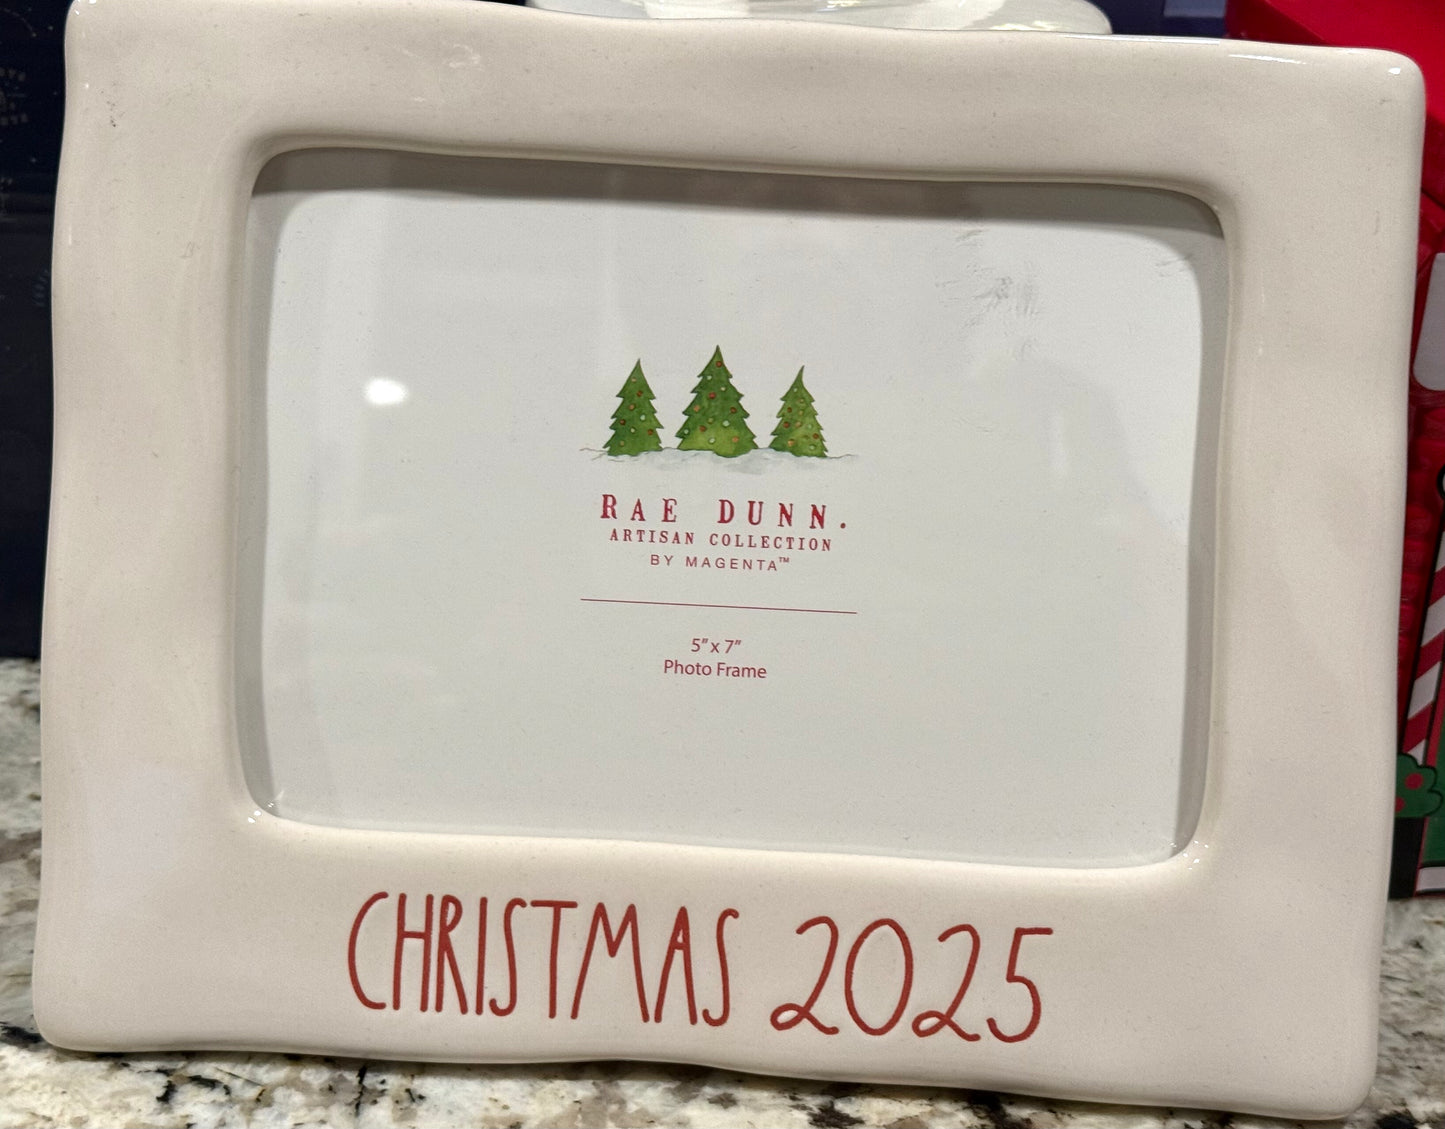 RAE DUNN.
ARTISAN COLLECTION
BY MAGENTA™
5" x 7"
Photo Frame
CHRISTMAS 2025